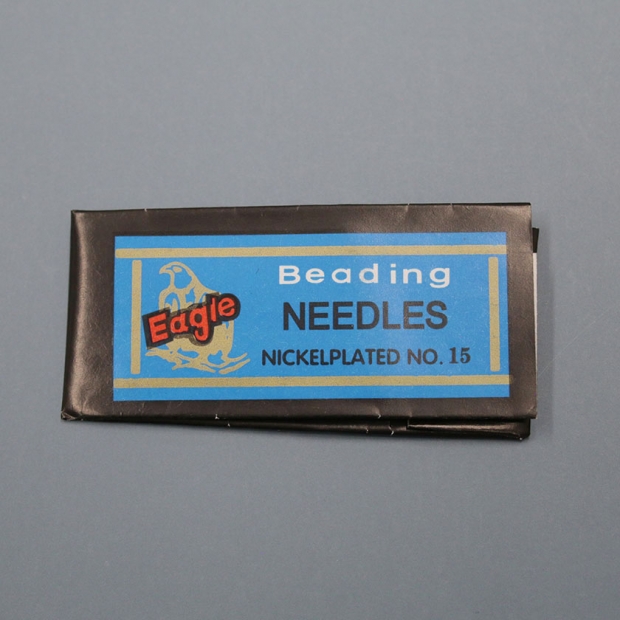 Eagle
Beading
NEEDLES
NICKELPLATED NO. 15